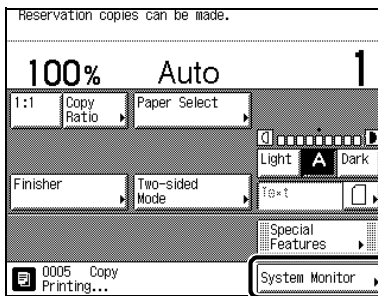 Reservation copies can be made.
100% Auto 1
1:1 Copy Ratio Paper Select
Light A Dark
Finisher Two-sided Mode Text
Special Features
0005 Copy Printing...
System Monitor